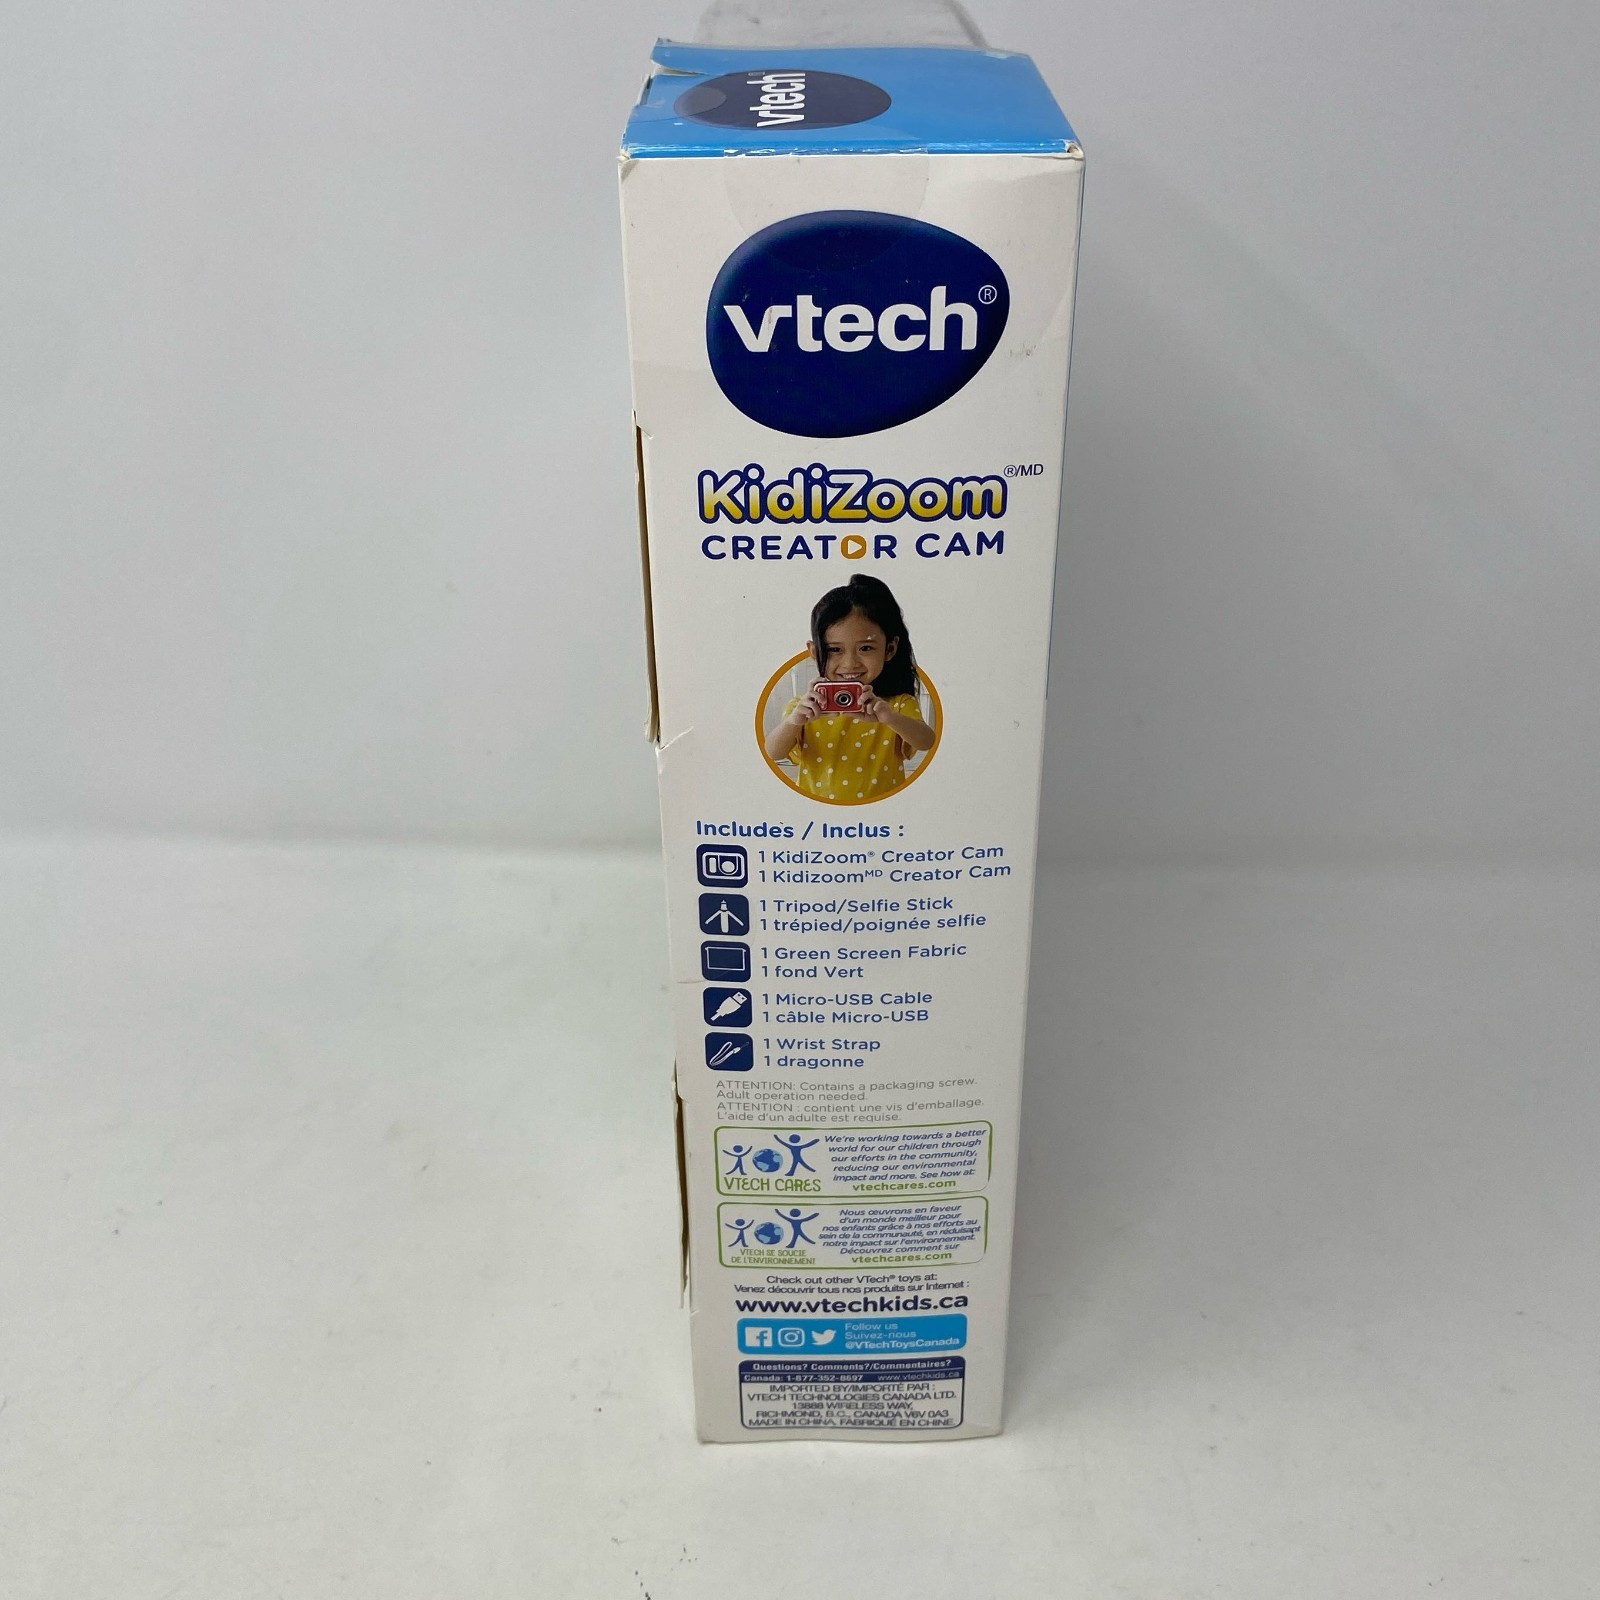 vtech®
vtech®
KidiZoom®/MD
CREATOR CAM
Includes / Inclus :
1 KidiZoom® Creator Cam
1 Kidizoom^MD Creator Cam
1 Tripod/Selfie Stick
1 trépied/poignée selfie
1 Green Screen Fabric
1 fond Vert
1 Micro-USB Cable
1 câble Micro-USB
1 Wrist Strap
1 dragonne
ATTENTION: Contains a packaging screw.
Adult operation needed.
ATTENTION : contient une vis d'emballage.
L'aide d'un adulte est requise.
We're working towards a better
world for our children through
our efforts in the community,
reducing our environmental
impact and more. See how at:
vtechcares.com
VTECH CARES
Nous œuvrons en faveur
d'un monde meilleur pour
nos enfants grâce à nos efforts au
sein de la communauté, en réduisant
notre impact sur l'environnement.
Découvrez comment sur
vtechcares.com
VTECH SE SOUCIE
DE L'ENVIRONNEMENT
Check out other VTech® toys at:
Venez découvrir tous nos produits sur Internet :
www.vtechkids.ca
Follow us
Suivez-nous
@VTechToysCanada
Questions? Comments?/Commentaires?
Canada: 1-877-352-8697 www.vtechkids.ca
IMPORTED BY/IMPORTÉ PAR :
VTECH TECHNOLOGIES CANADA LTD.
13888 WIRELESS WAY,
RICHMOND, B.C., CANADA V6V 0A3
MADE IN CHINA. FABRIQUÉ EN CHINE.